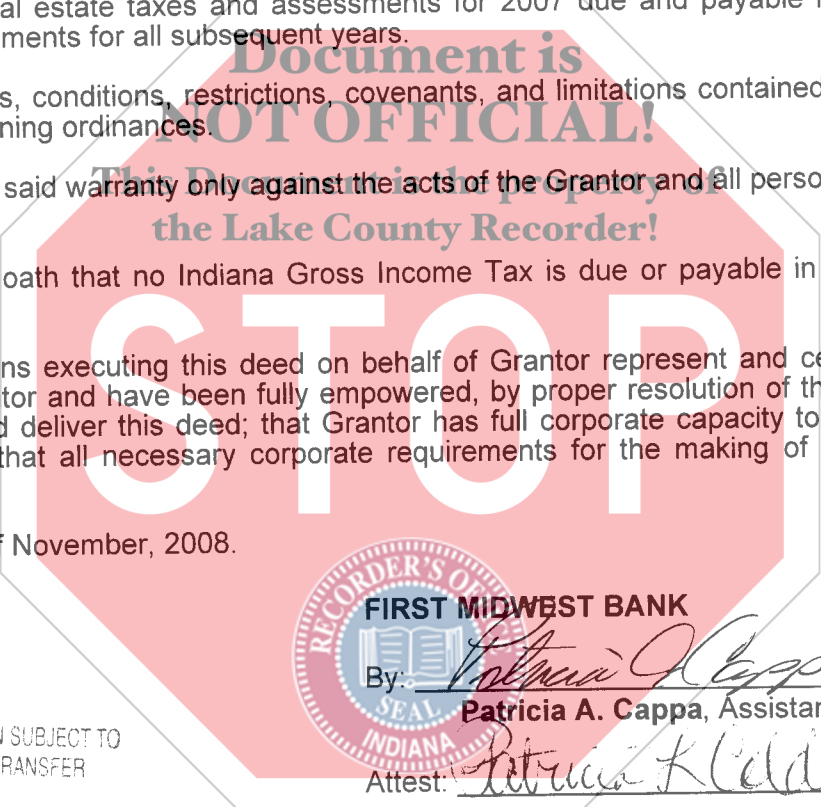 al estate taxes and assessments for 2007 due and payable
ments for all subsequent years.
Document is
s, conditions, restrictions, covenants, and limitations contained
NOT OFFICIAL!
ning ordinances.
This Document is the property of
said warranty only against the acts of the Grantor and all perso
the Lake County Recorder!
oath that no Indiana Gross Income Tax is due or payable in
STOP
ns executing this deed on behalf of Grantor represent and ce
tor and have been fully empowered, by proper resolution of th
d deliver this deed; that Grantor has full corporate capacity to
that all necessary corporate requirements for the making of
f November, 2008.
RECORDER'S OFFICE
SEAL
INDIANA
FIRST MIDWEST BANK
By: Patricia A Capp
Patricia A. Cappa, Assistan
SUBJECT TO
RANSFER
Attest: Patricia K